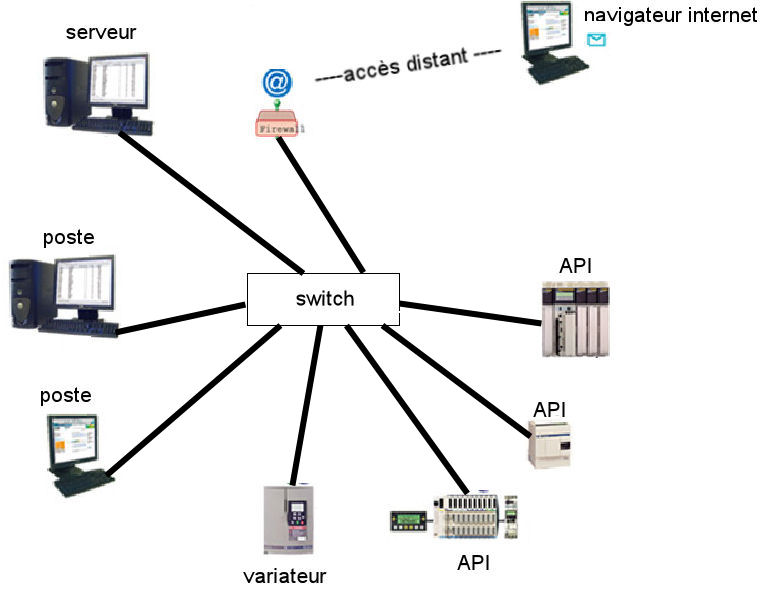 serveur
navigateur internet
----accès distant ----
@
Firewall
poste
API
switch
poste
API
variateur
API